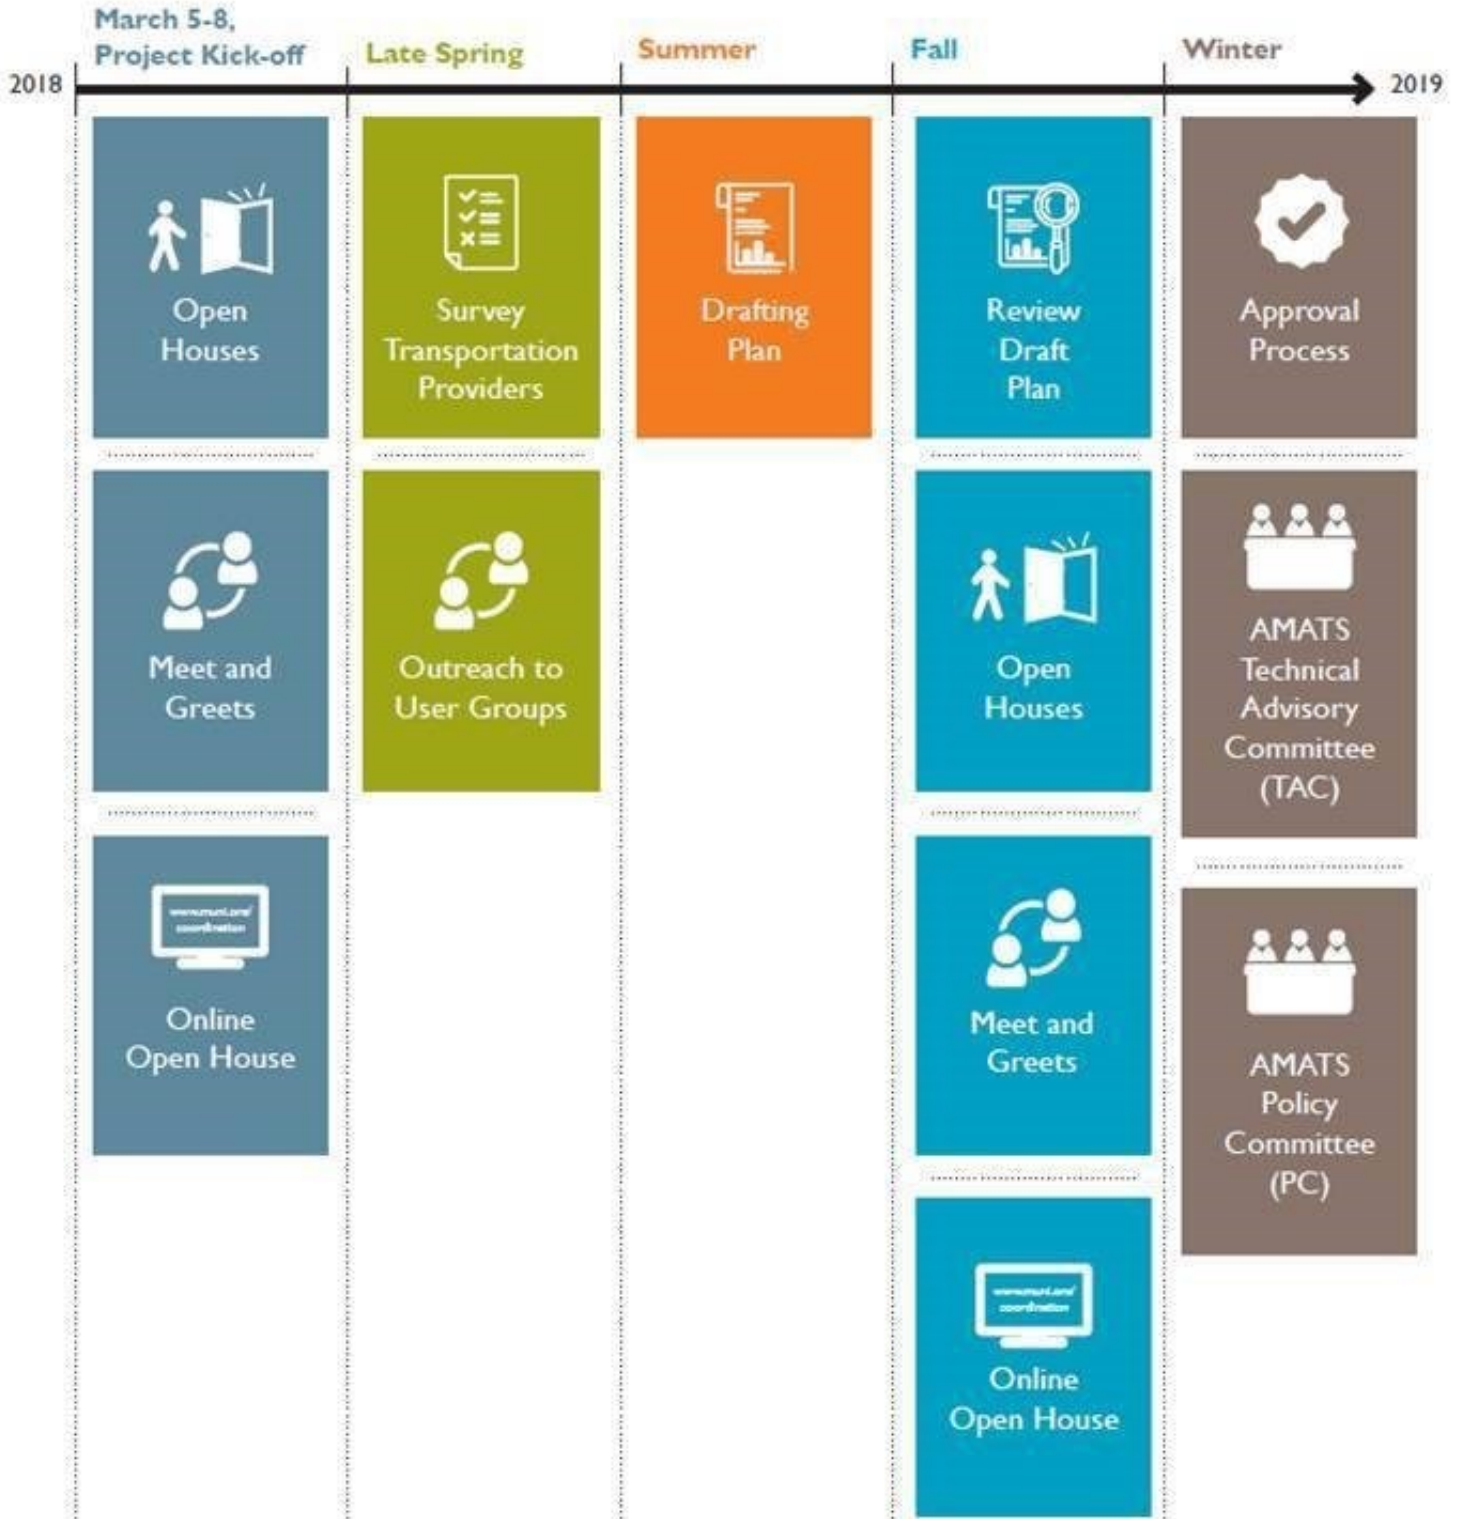 March 5-8,
Project Kick-off
Late Spring
Summer
Fall
Winter
2018
2019
Open
Houses
Survey
Transportation
Providers
Drafting
Plan
Review
Draft
Plan
Approval
Process
Meet and
Greets
Outreach to
User Groups
Open
Houses
AMATS
Technical
Advisory
Committee
(TAC)
coordination
Online
Open House
Meet and
Greets
AMATS
Policy
Committee
(PC)
coordination
Online
Open House